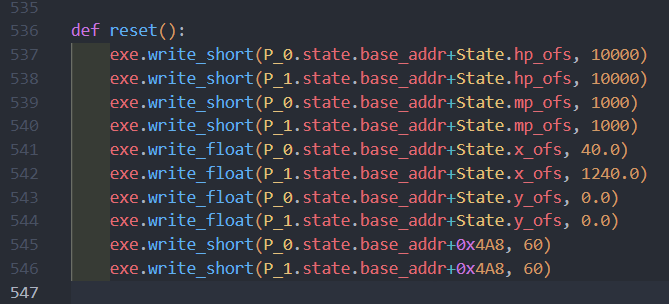 535
536 def reset():
537     exe.write_short(P_0.state.base_addr+State.hp_ofs, 10000)
538     exe.write_short(P_1.state.base_addr+State.hp_ofs, 10000)
539     exe.write_short(P_0.state.base_addr+State.mp_ofs, 1000)
540     exe.write_short(P_1.state.base_addr+State.mp_ofs, 1000)
541     exe.write_float(P_0.state.base_addr+State.x_ofs, 40.0)
542     exe.write_float(P_1.state.base_addr+State.x_ofs, 1240.0)
543     exe.write_float(P_0.state.base_addr+State.y_ofs, 0.0)
544     exe.write_float(P_1.state.base_addr+State.y_ofs, 0.0)
545     exe.write_short(P_0.state.base_addr+0x4A8, 60)
546     exe.write_short(P_1.state.base_addr+0x4A8, 60)
547